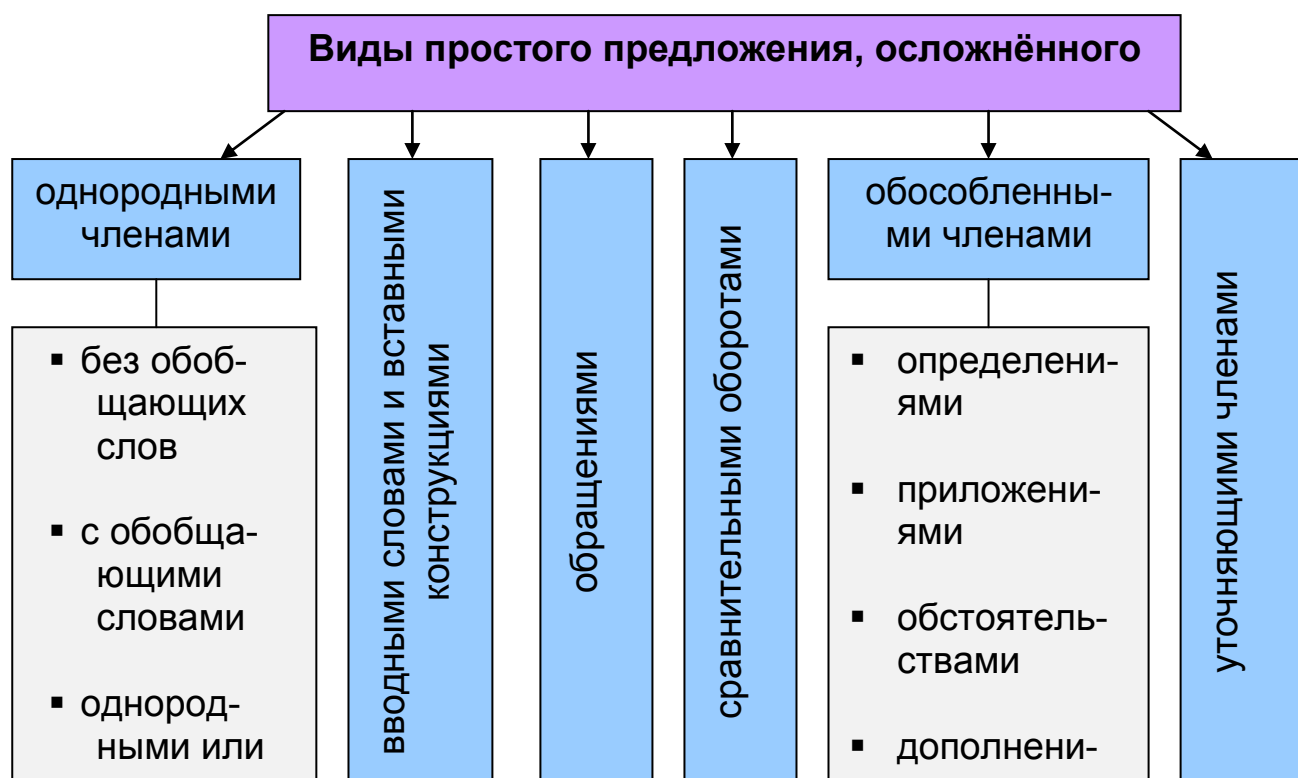 Виды простого предложения, осложнённого
однородными
членами
▪ без обоб-
щающих
слов
▪ с обобща-
ющими
словами
▪ однород-
ными или
вводными словами и вставными
конструкциями
обращениями
сравнительными оборотами
обособленны-
ми членами
▪ определени-
ями
▪ приложени-
ями
▪ обстоятель-
ствами
▪ дополнени-
уточняющими членами